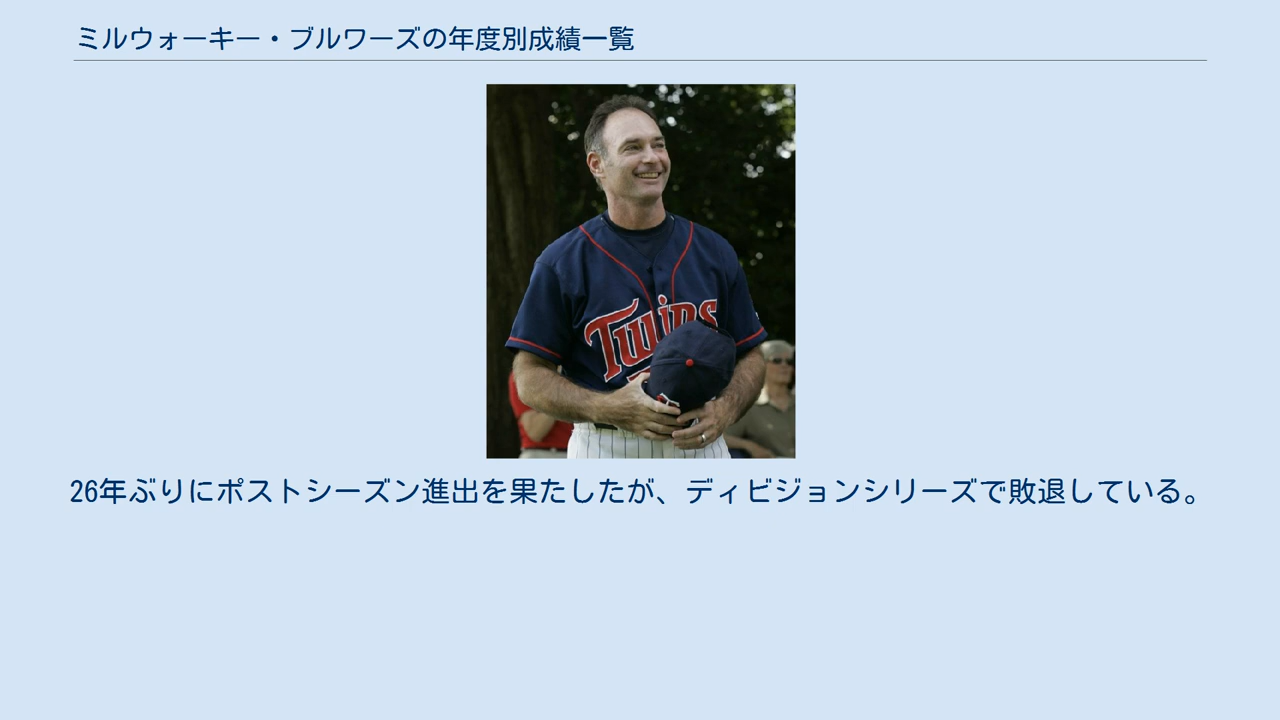 ミルウォーキー・ブルワーズの年度別成績一覧
Twins
26年ぶりにポストシーズン進出を果たしたが、ディビジョンシリーズで敗退している。